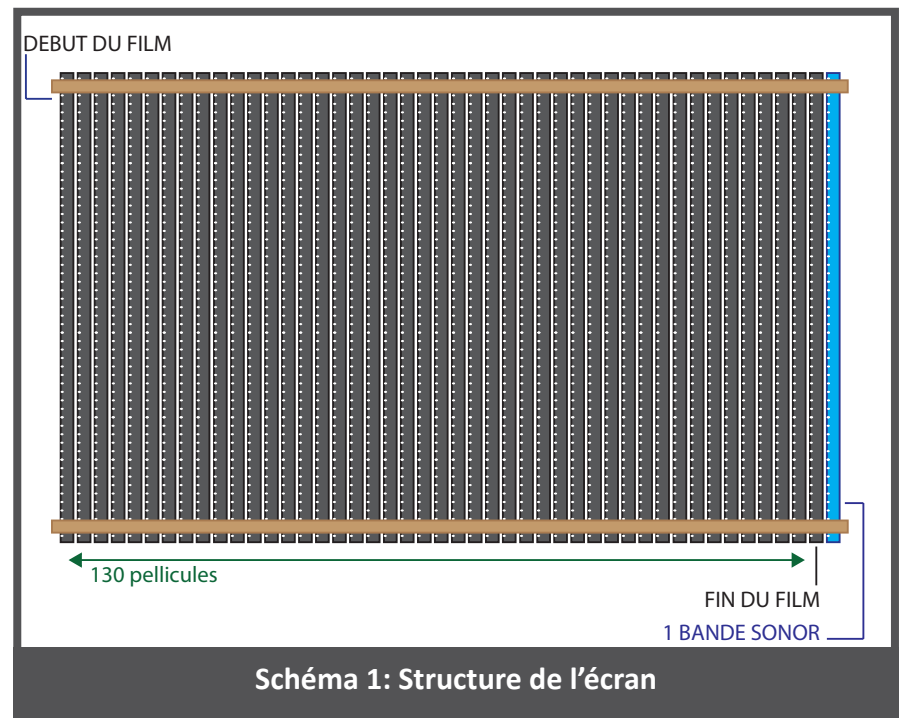 DEBUT DU FILM
130 pellicules
FIN DU FILM
1 BANDE SONOR
Schéma 1: Structure de l’écran